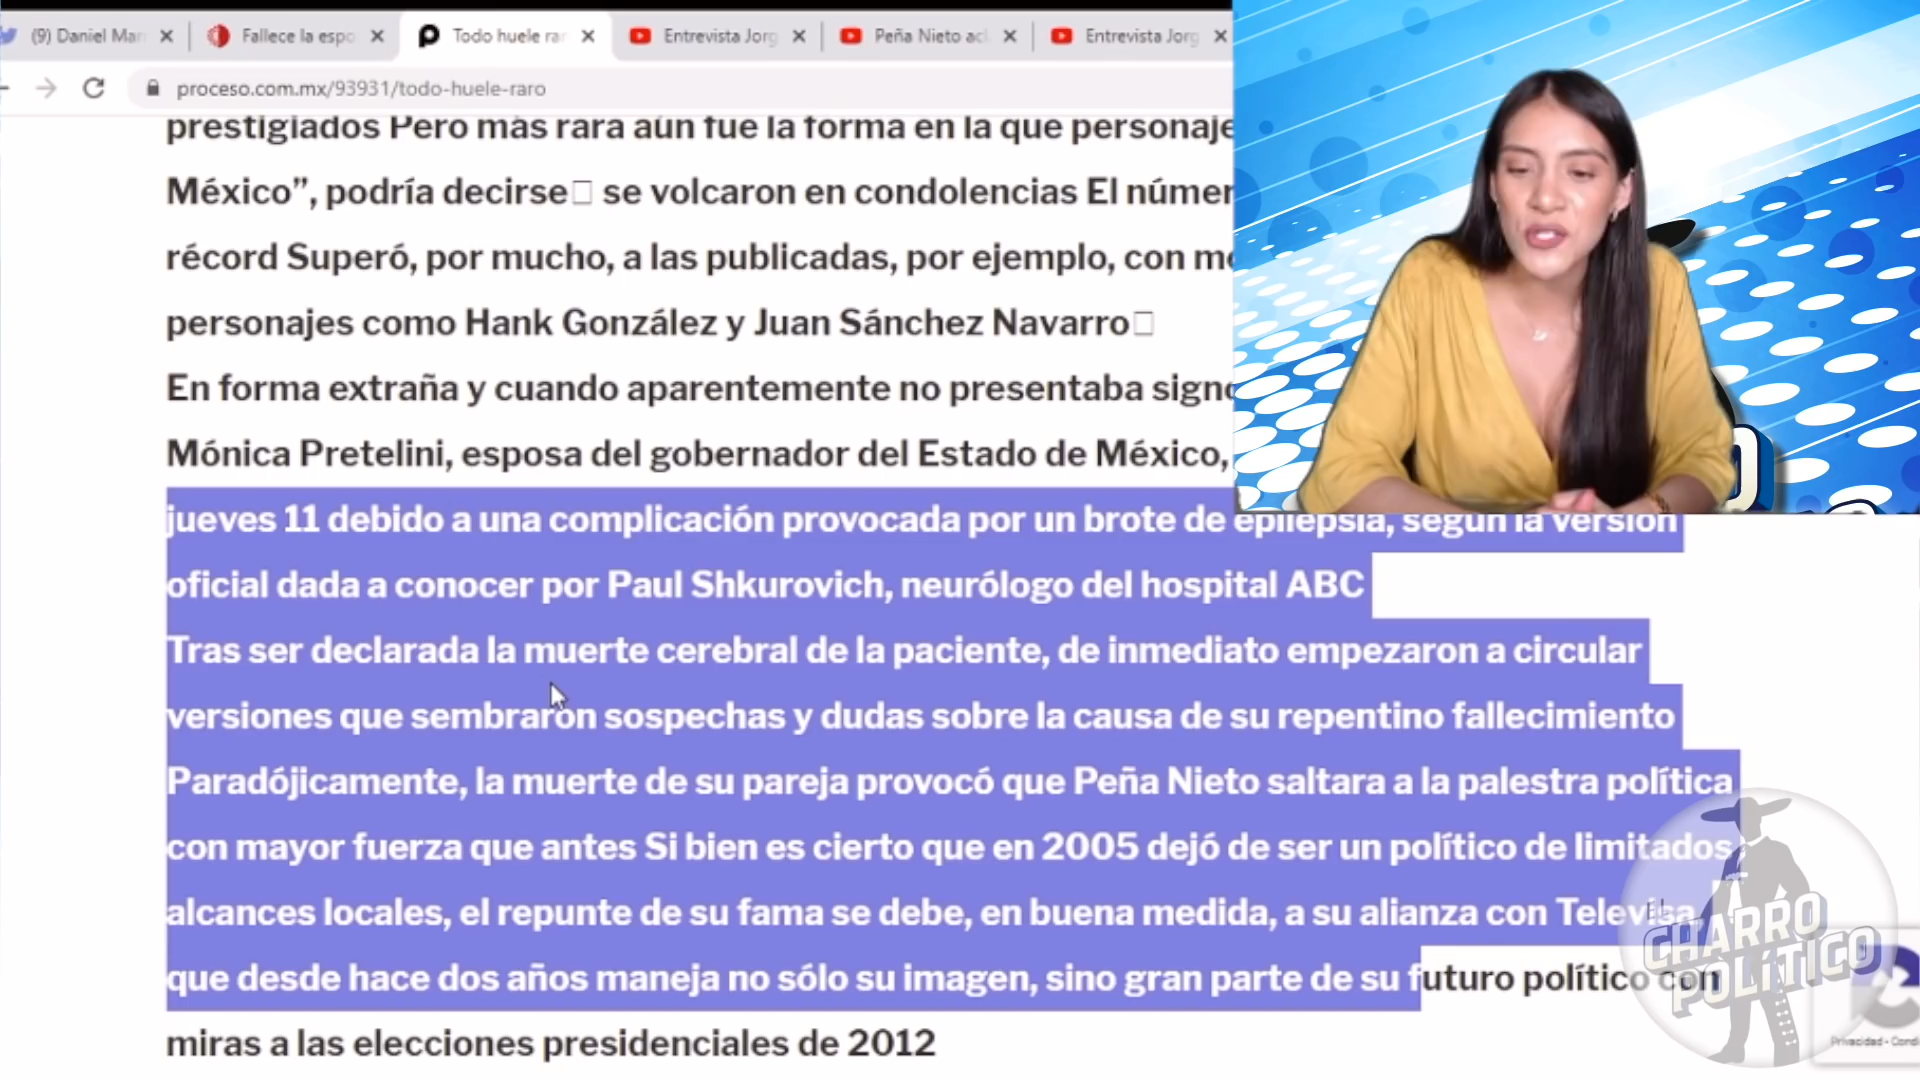 (9) Daniel Mar
Fallece la espo
Todo huele rar
Entrevista Jorg
Peña Nieto acl
Entrevista Jorg
proceso.com.mx/93931/todo-huele-raro
prestigiados Pero más rara aún fue la forma en la que personaje
México”, podría decirse se volcaron en condolencias El númer
récord Superó, por mucho, a las publicadas, por ejemplo, con
personajes como Hank González y Juan Sánchez Navarro
En forma extraña y cuando aparentemente no presentaba signo
Mónica Pretelini, esposa del gobernador del Estado de México,
jueves 11 debido a una complicación provocada por un brote de epilepsia, según la versión
oficial dada a conocer por Paul Shkurovich, neurólogo del hospital ABC
Tras ser declarada la muerte cerebral de la paciente, de inmediato empezaron a circular
versiones que sembraron sospechas y dudas sobre la causa de su repentino fallecimiento
Paradójicamente, la muerte de su pareja provocó que Peña Nieto saltara a la palestra política
con mayor fuerza que antes Si bien es cierto que en 2005 dejó de ser un político de limitados
alcances locales, el repunte de su fama se debe, en buena medida, a su alianza con Televisa
que desde hace dos años maneja no sólo su imagen, sino gran parte de su futuro político con
miras a las elecciones presidenciales de 2012
EL
CHARRO
POLÍTICO
Privacidad - Condi